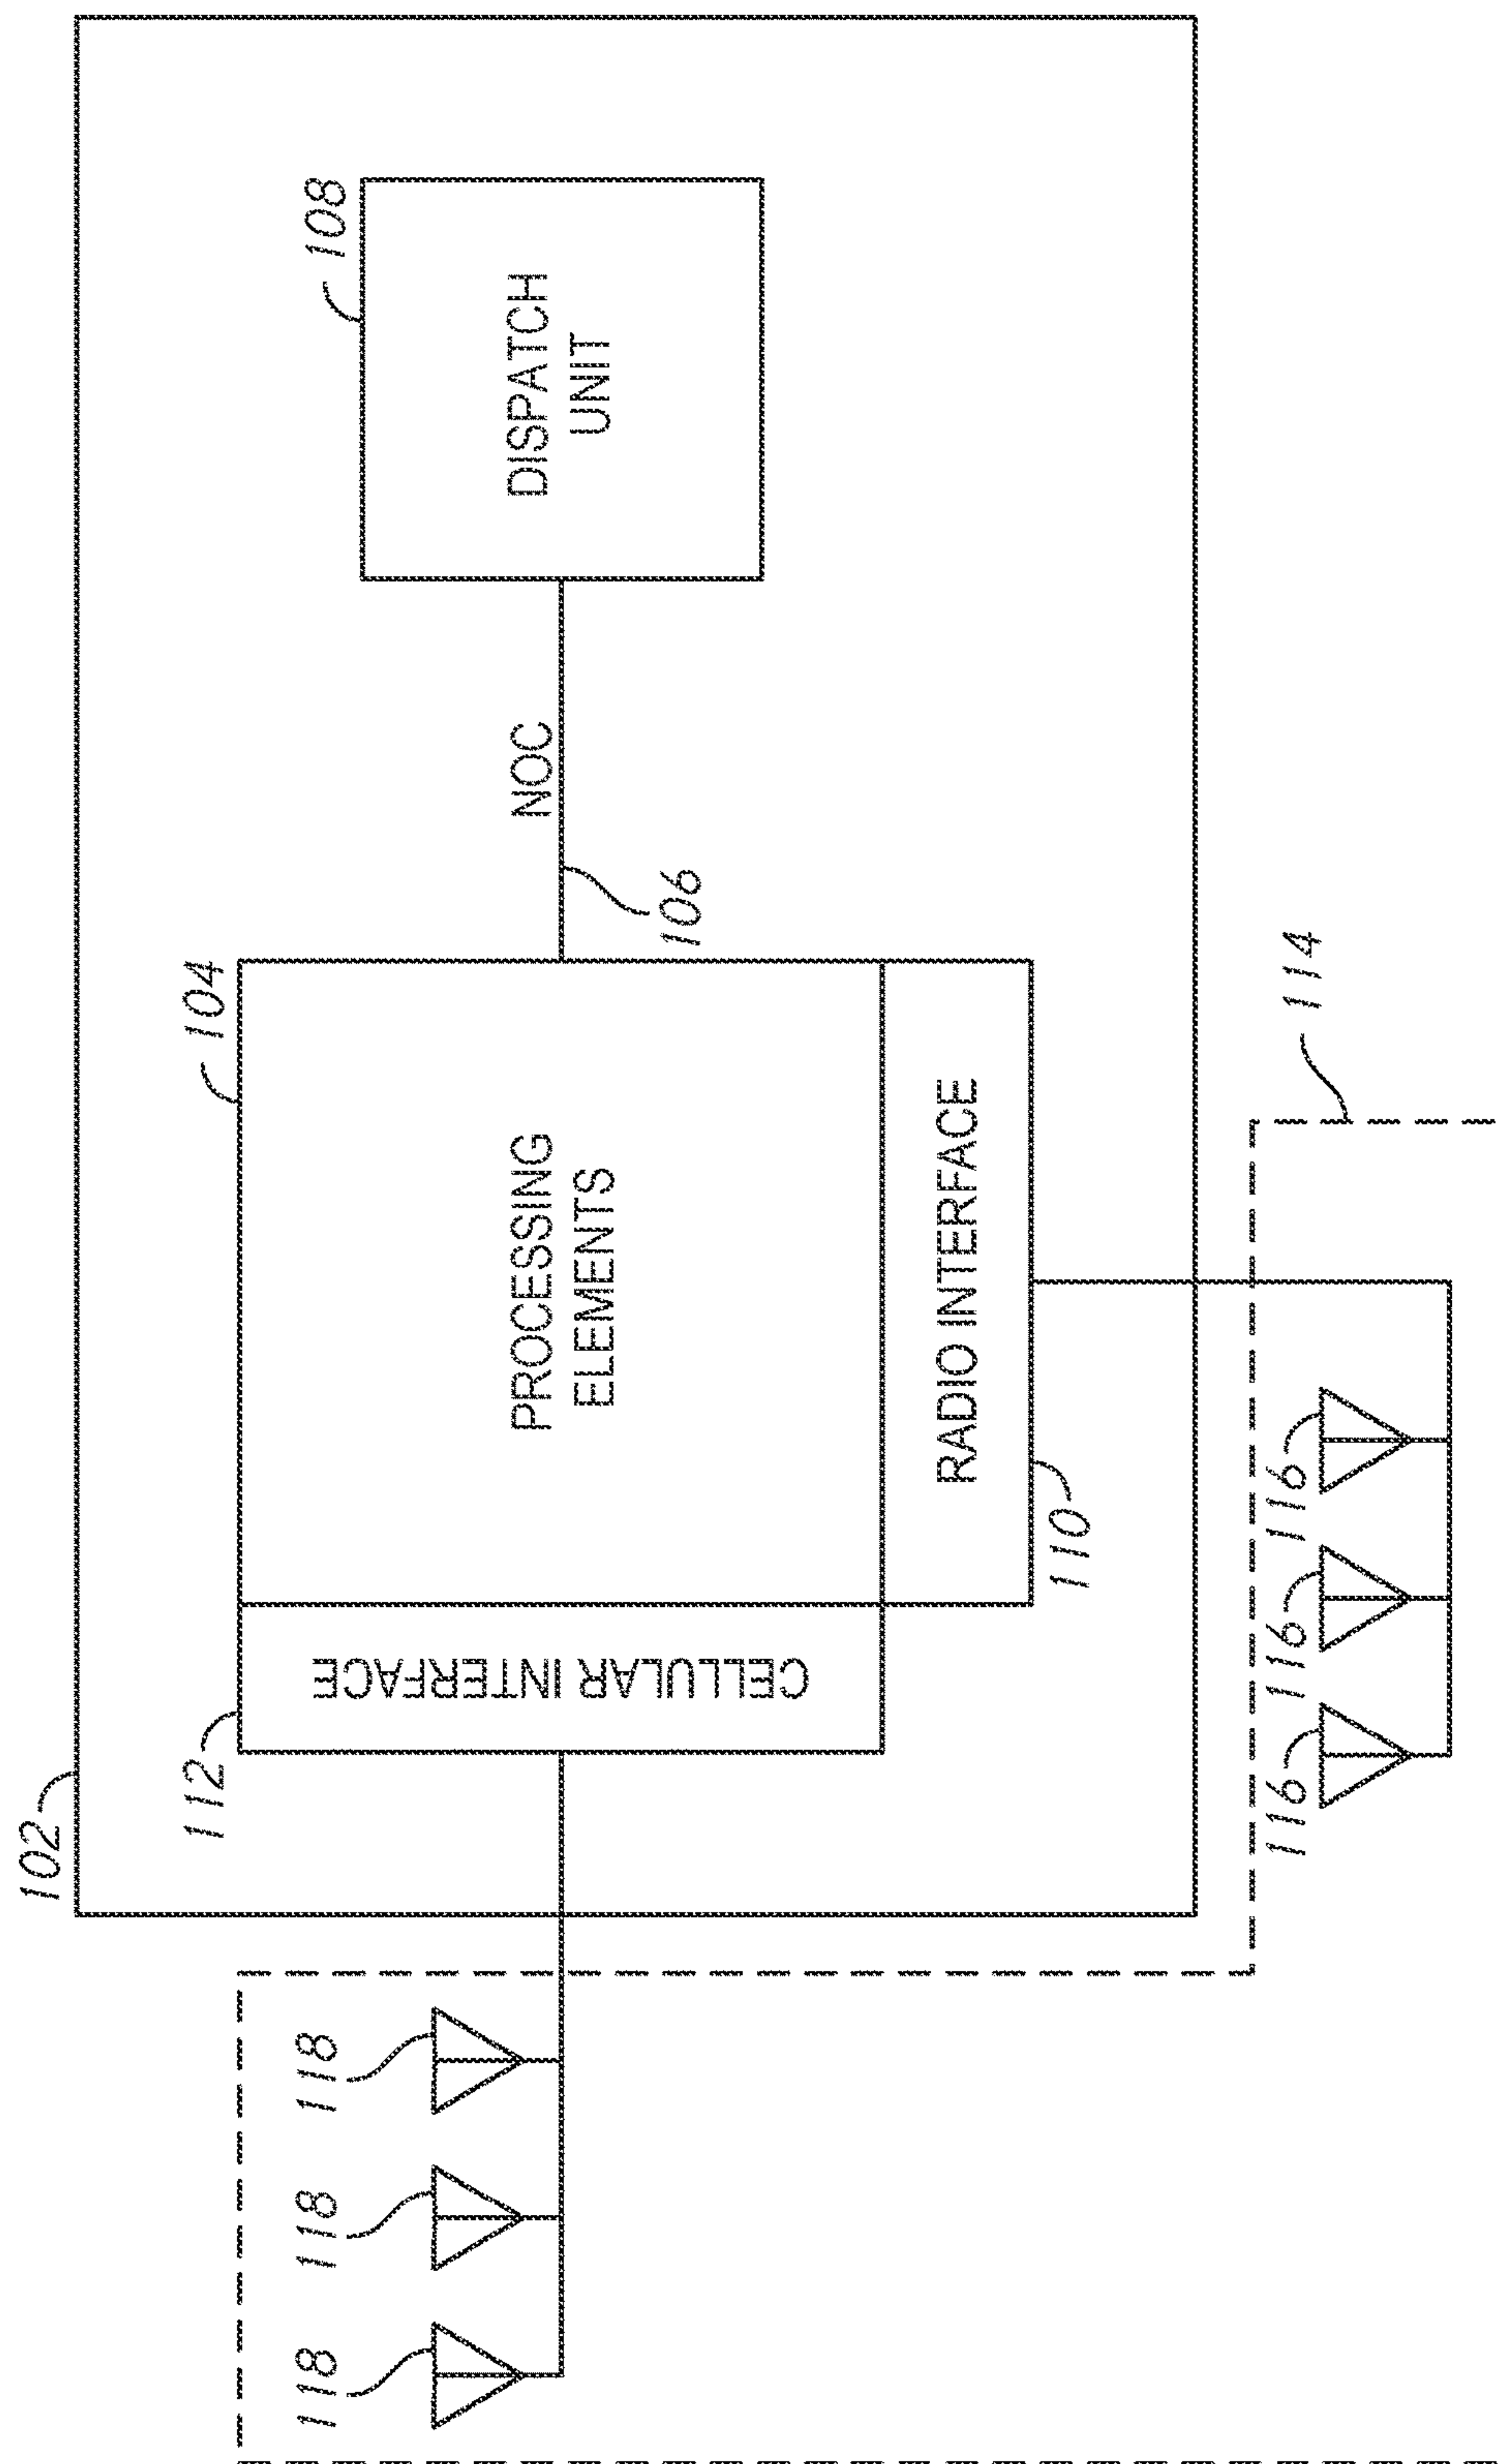 102
112
104
118
118
118
108
CELLULAR INTERFACE
PROCESSING
ELEMENTS
NOC
DISPATCH
UNIT
106
RADIO INTERFACE
110
116
116
116
114